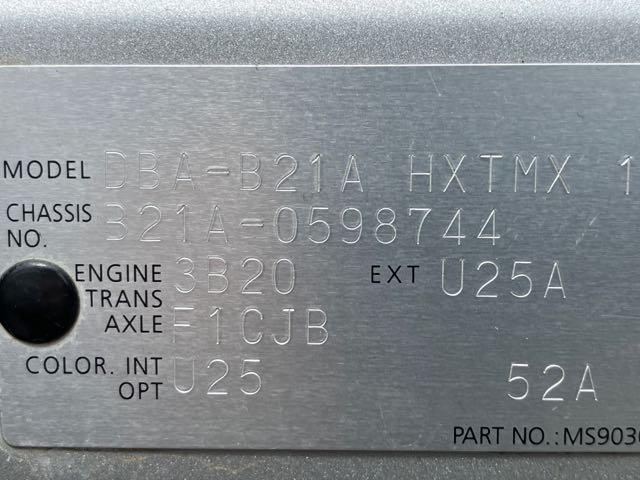 MODEL DBA-B21A HXTMX 1
CHASSIS NO. B21A-0598744
ENGINE 3B20 EXT U25A
TRANS AXLE F1CJB
COLOR. INT U25 52A
OPT
PART NO.:MS9030